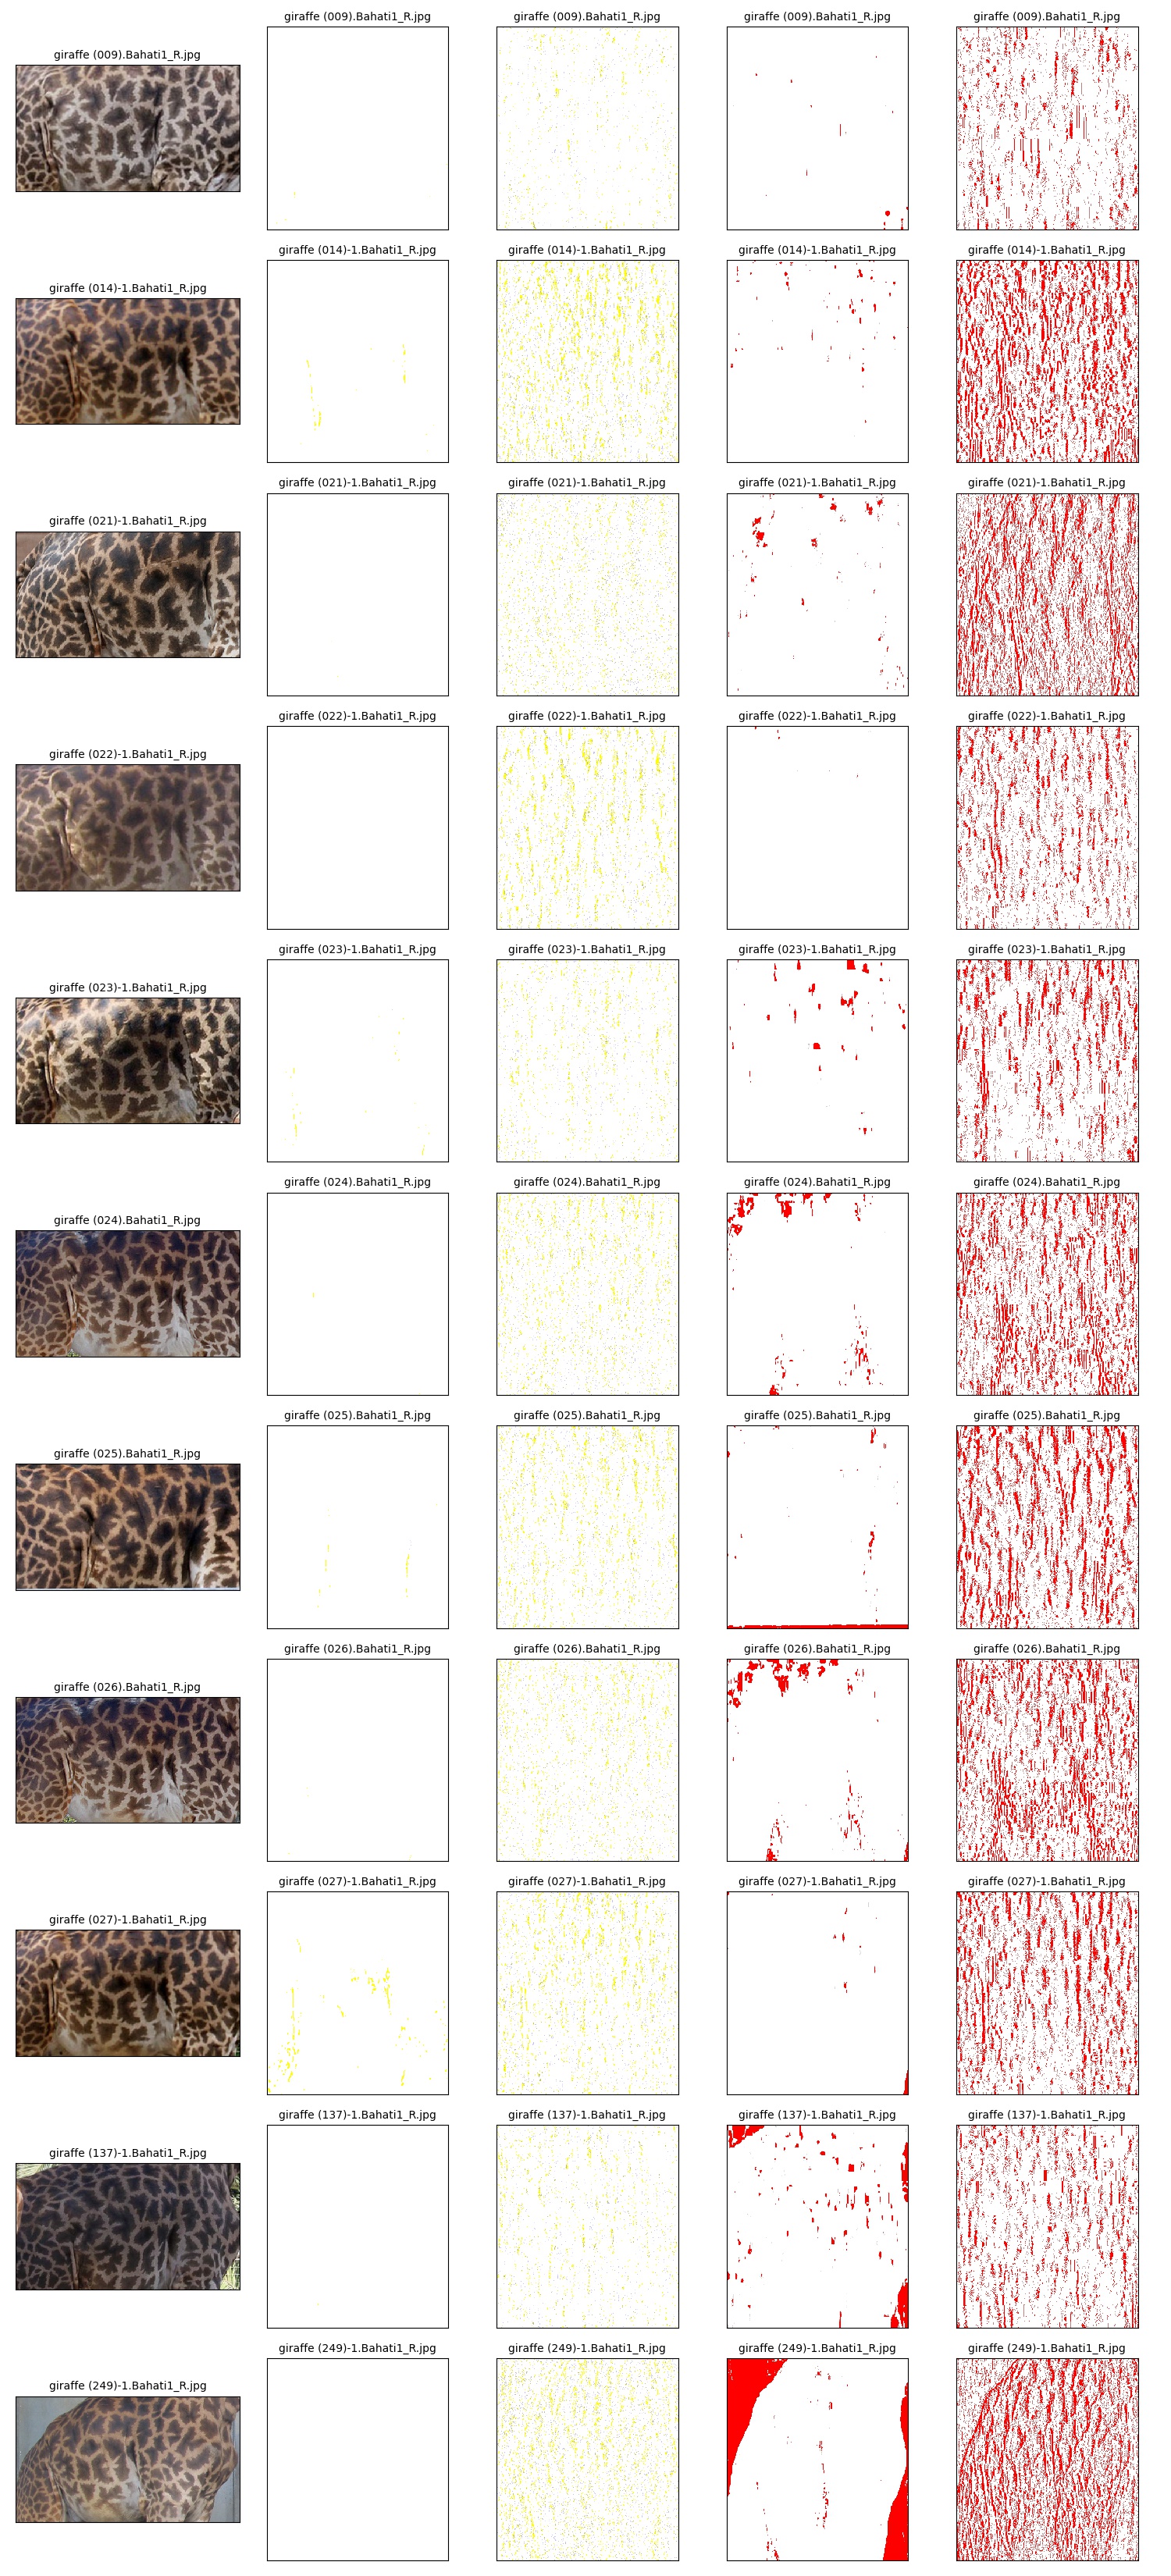 giraffe (009).Bahati1_R.jpg
giraffe (009).Bahati1_R.jpg
giraffe (009).Bahati1_R.jpg
giraffe (009).Bahati1_R.jpg
giraffe (009).Bahati1_R.jpg
giraffe (014)-1.Bahati1_R.jpg
giraffe (014)-1.Bahati1_R.jpg
giraffe (014)-1.Bahati1_R.jpg
giraffe (014)-1.Bahati1_R.jpg
giraffe (014)-1.Bahati1_R.jpg
giraffe (021)-1.Bahati1_R.jpg
giraffe (021)-1.Bahati1_R.jpg
giraffe (021)-1.Bahati1_R.jpg
giraffe (021)-1.Bahati1_R.jpg
giraffe (021)-1.Bahati1_R.jpg
giraffe (022)-1.Bahati1_R.jpg
giraffe (022)-1.Bahati1_R.jpg
giraffe (022)-1.Bahati1_R.jpg
giraffe (022)-1.Bahati1_R.jpg
giraffe (022)-1.Bahati1_R.jpg
giraffe (023)-1.Bahati1_R.jpg
giraffe (023)-1.Bahati1_R.jpg
giraffe (023)-1.Bahati1_R.jpg
giraffe (023)-1.Bahati1_R.jpg
giraffe (023)-1.Bahati1_R.jpg
giraffe (024).Bahati1_R.jpg
giraffe (024).Bahati1_R.jpg
giraffe (024).Bahati1_R.jpg
giraffe (024).Bahati1_R.jpg
giraffe (024).Bahati1_R.jpg
giraffe (025).Bahati1_R.jpg
giraffe (025).Bahati1_R.jpg
giraffe (025).Bahati1_R.jpg
giraffe (025).Bahati1_R.jpg
giraffe (025).Bahati1_R.jpg
giraffe (026).Bahati1_R.jpg
giraffe (026).Bahati1_R.jpg
giraffe (026).Bahati1_R.jpg
giraffe (026).Bahati1_R.jpg
giraffe (026).Bahati1_R.jpg
giraffe (027)-1.Bahati1_R.jpg
giraffe (027)-1.Bahati1_R.jpg
giraffe (027)-1.Bahati1_R.jpg
giraffe (027)-1.Bahati1_R.jpg
giraffe (027)-1.Bahati1_R.jpg
giraffe (137)-1.Bahati1_R.jpg
giraffe (137)-1.Bahati1_R.jpg
giraffe (137)-1.Bahati1_R.jpg
giraffe (137)-1.Bahati1_R.jpg
giraffe (137)-1.Bahati1_R.jpg
giraffe (249)-1.Bahati1_R.jpg
giraffe (249)-1.Bahati1_R.jpg
giraffe (249)-1.Bahati1_R.jpg
giraffe (249)-1.Bahati1_R.jpg
giraffe (249)-1.Bahati1_R.jpg